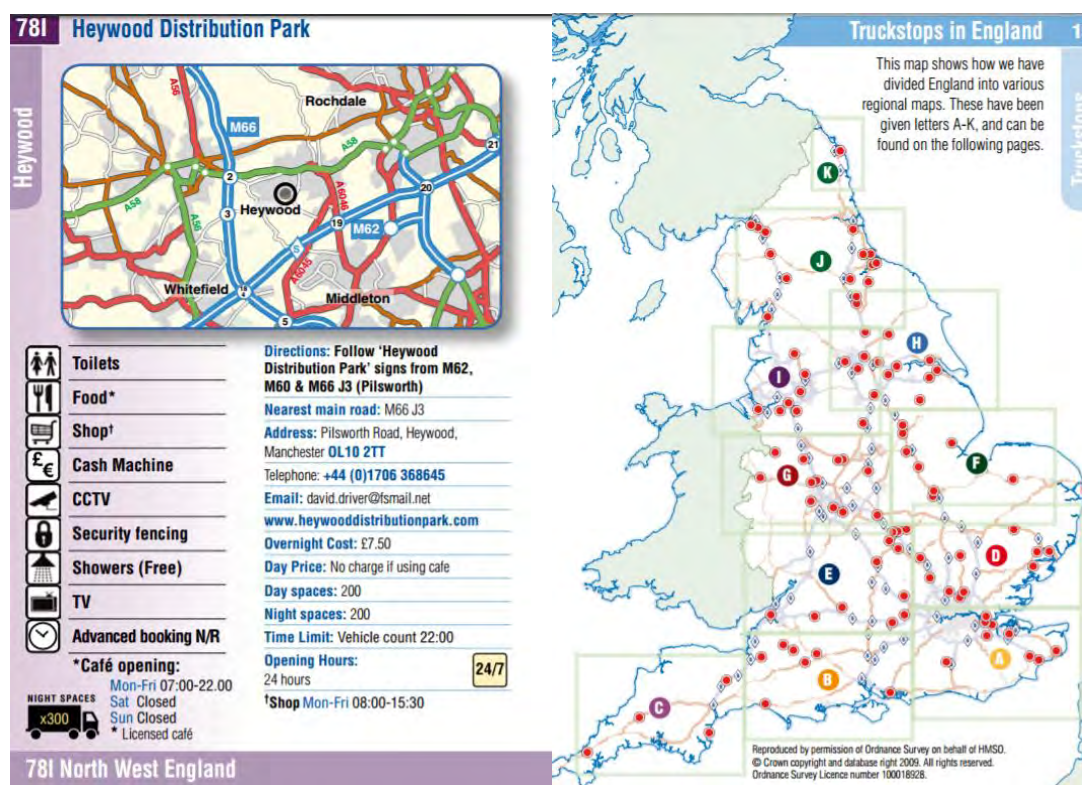 78I
Heywood Distribution Park
Heywood
Rochdale
A56
M66
A58
21
2
20
A6046
3
Heywood
19
M62
A58
A56
S
A6045
Whitefield
18
4
Middleton
5
Toilets
Food*
Shop†
£ €
Cash Machine
CCTV
Security fencing
Showers (Free)
TV
Advanced booking N/R
*Café opening:
Mon-Fri 07:00-22.00
Sat Closed
Sun Closed
* Licensed café
NIGHT SPACES
x300
Directions: Follow ‘Heywood
Distribution Park’ signs from M62,
M60 & M66 J3 (Pilsworth)
Nearest main road: M66 J3
Address: Pilsworth Road, Heywood,
Manchester OL10 2TT
Telephone: +44 (0)1706 368645
Email: david.driver@fsmail.net
www.heywooddistributionpark.com
Overnight Cost: £7.50
Day Price: No charge if using cafe
Day spaces: 200
Night spaces: 200
Time Limit: Vehicle count 22:00
Opening Hours:
24 hours
24/7
†Shop Mon-Fri 08:00-15:30
78I North West England
Truckstops in England
1
Truckstops
This map shows how we have
divided England into various
regional maps. These have been
given letters A-K, and can be
found on the following pages.
K
J
H
I
F
G
D
E
A
B
C
Reproduced by permission of Ordnance Survey on behalf of HMSO.
© Crown copyright and database right 2009. All rights reserved.
Ordnance Survey Licence number 100018928.